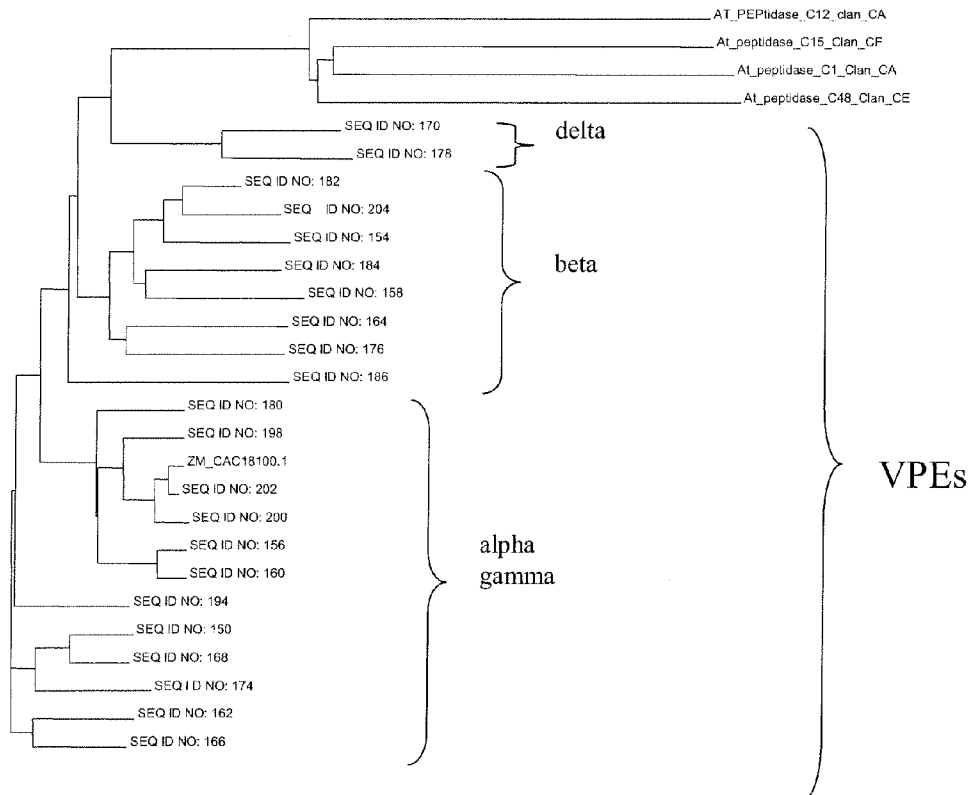 AT_PEPtidase_C12_clan_CA
At_peptidase_C15_Clan_CF
At_peptidase_C1_Clan_CA
At_peptidase_C48_Clan_CE
SEQ ID NO: 170
SEQ ID NO: 178
delta
SEQ ID NO: 182
SEQ ID NO: 204
SEQ ID NO: 154
SEQ ID NO: 184
SEQ ID NO: 158
SEQ ID NO: 164
SEQ ID NO: 176
SEQ ID NO: 186
beta
SEQ ID NO: 180
SEQ ID NO: 198
ZM_CAC18100.1
SEQ ID NO: 202
SEQ ID NO: 200
SEQ ID NO: 156
SEQ ID NO: 160
SEQ ID NO: 194
SEQ ID NO: 150
SEQ ID NO: 168
SEQ ID NO: 174
SEQ ID NO: 162
SEQ ID NO: 166
alpha
gamma
VPEs